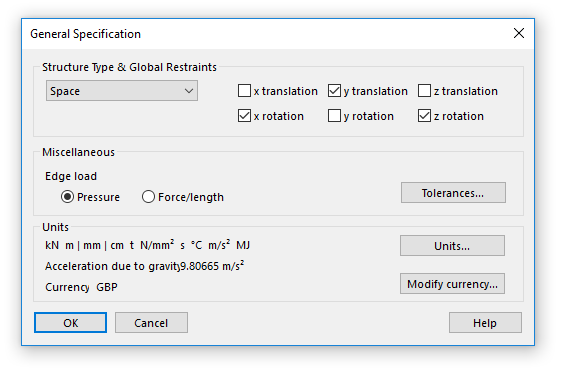 General Specification
Structure Type & Global Restraints
Space
x translation y translation z translation
x rotation y rotation z rotation
Miscellaneous
Edge load
Pressure Force/length
Tolerances...
Units
kN m | mm | cm t N/mm² s °C m/s² MJ
Units...
Acceleration due to gravity9.80665 m/s²
Currency GBP
Modify currency...
OK Cancel Help